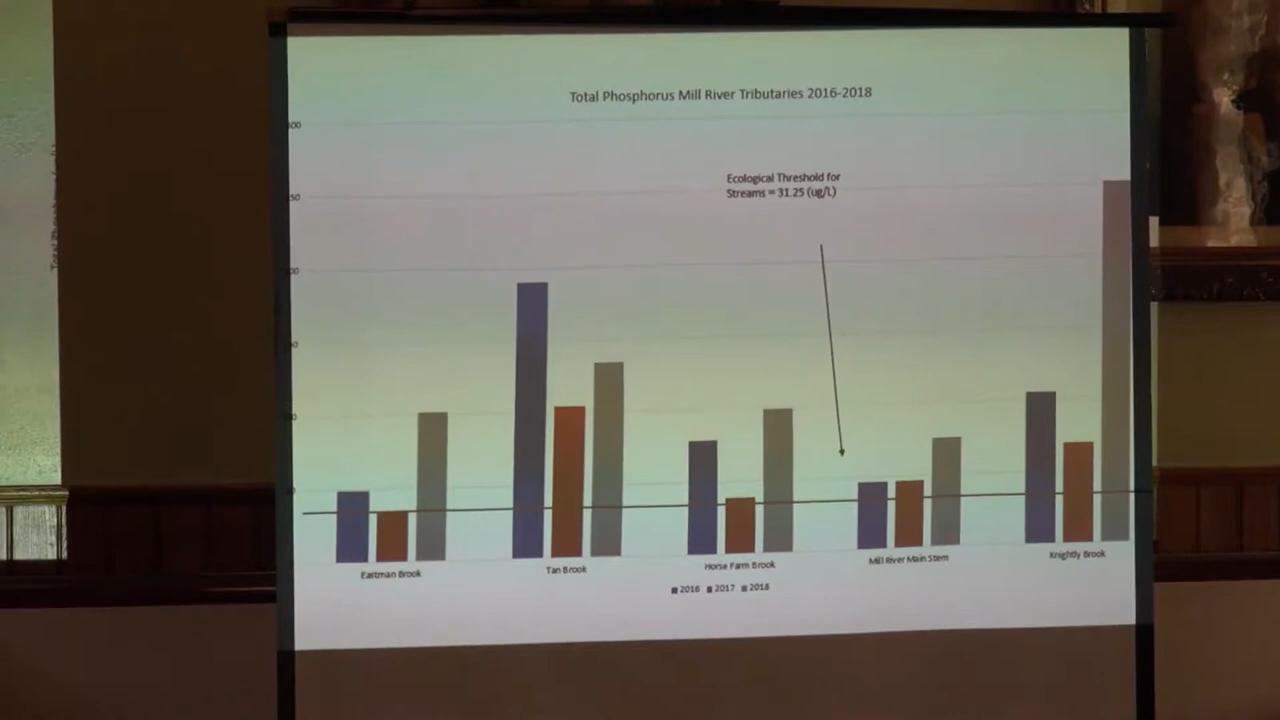 Total Phosphorus Mill River Tributaries 2016-2018
Ecological Threshold for
Streams = 31.25 (ug/L)
Eastman Brook
Tan Brook
Horse Farm Brook
Mill River Main Stem
Knightly Brook
2016 2017 2018